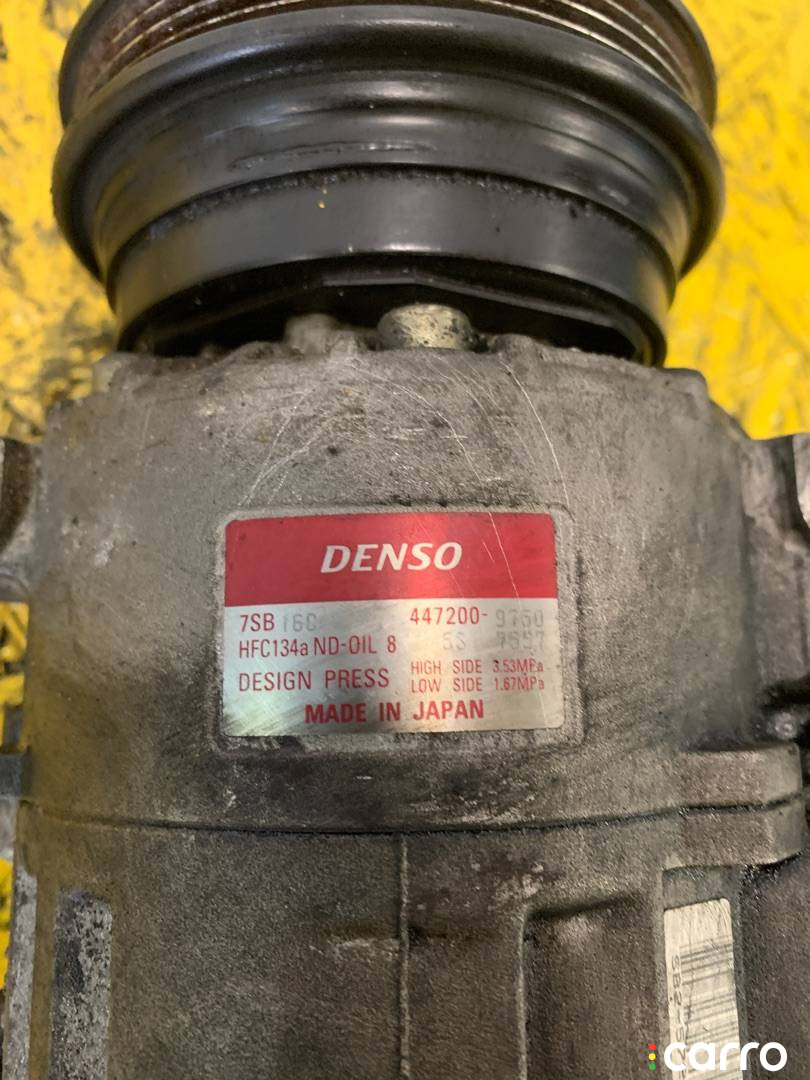 DENSO
7SB16C 447200-9750
HFC134a ND-OIL 8 7557
DESIGN PRESS HIGH SIDE 3.53MPa
LOW SIDE 1.67MPa
MADE IN JAPAN
carro